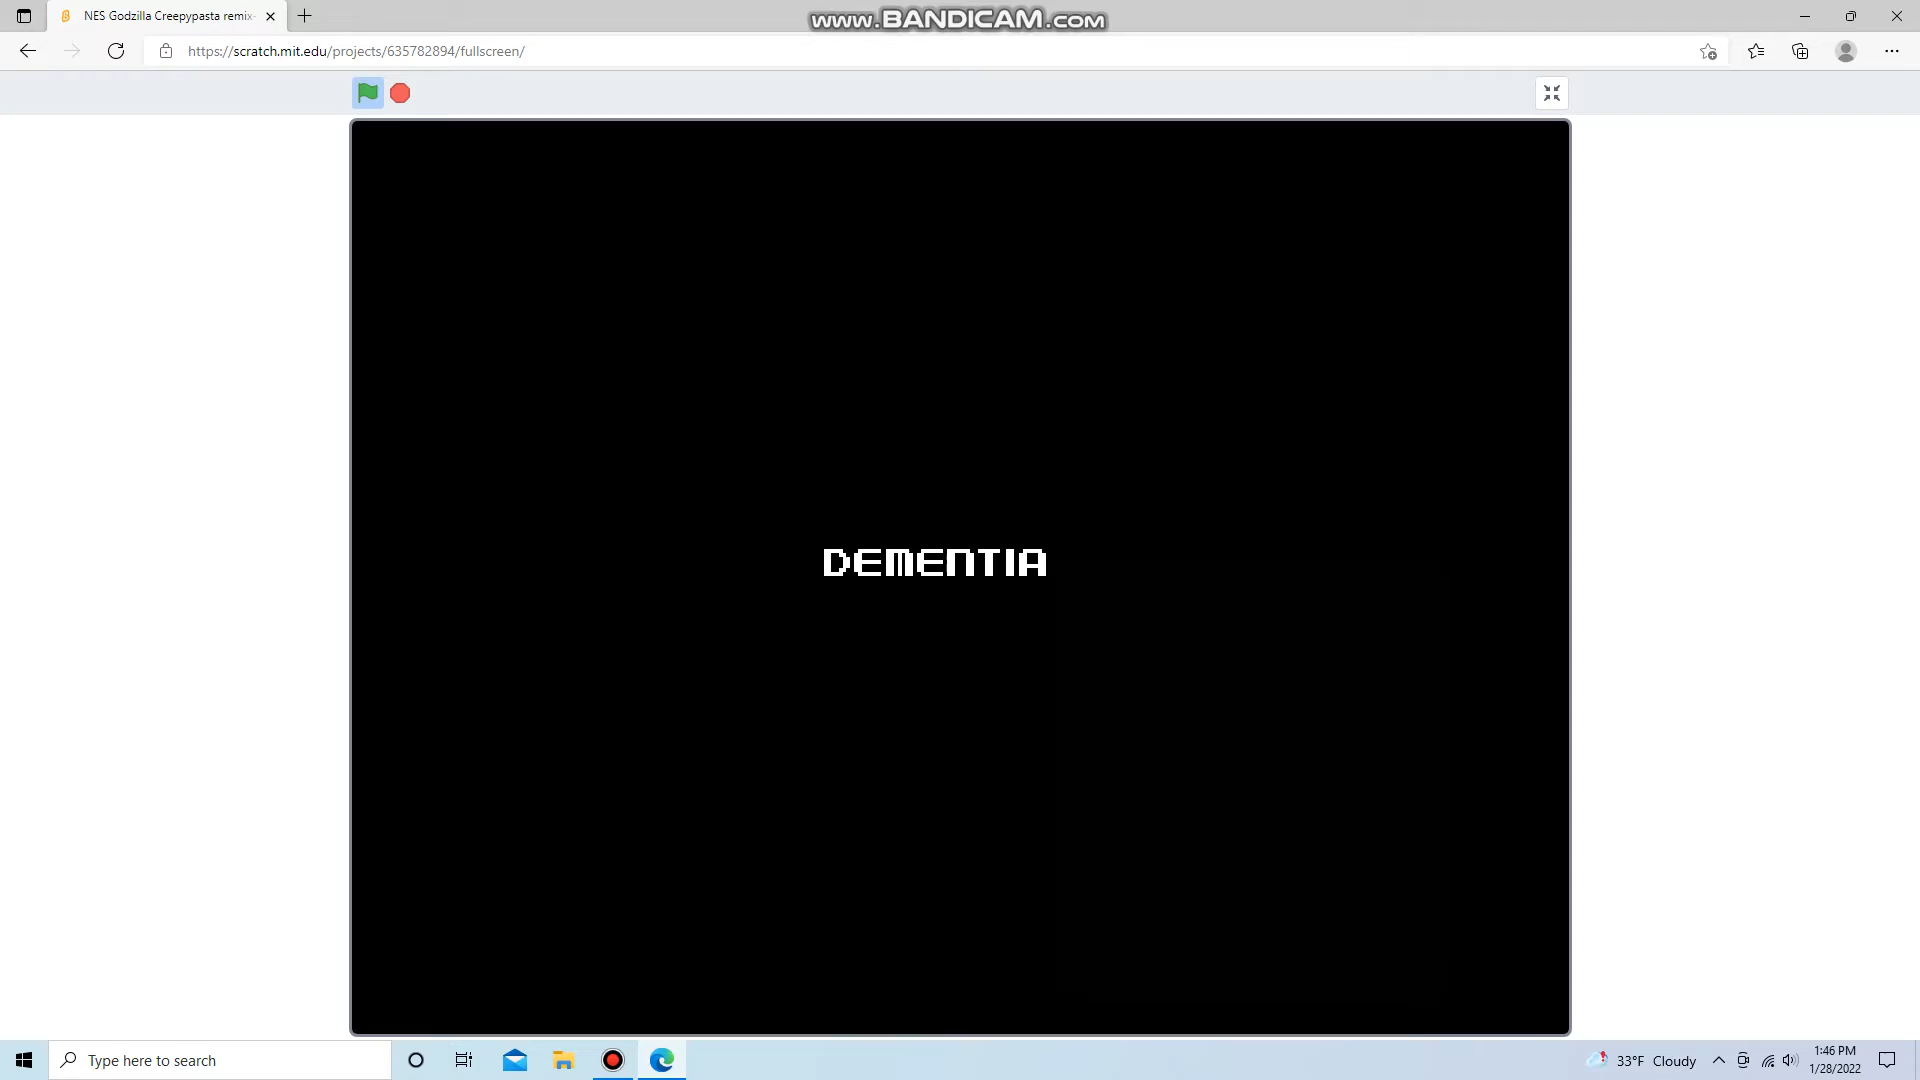 NES Godzilla Creepypasta remix-
www.BANDICAM.com
https://scratch.mit.edu/projects/635782894/fullscreen/
DEMENTIA
Type here to search
33°F Cloudy
1:46 PM
1/28/2022